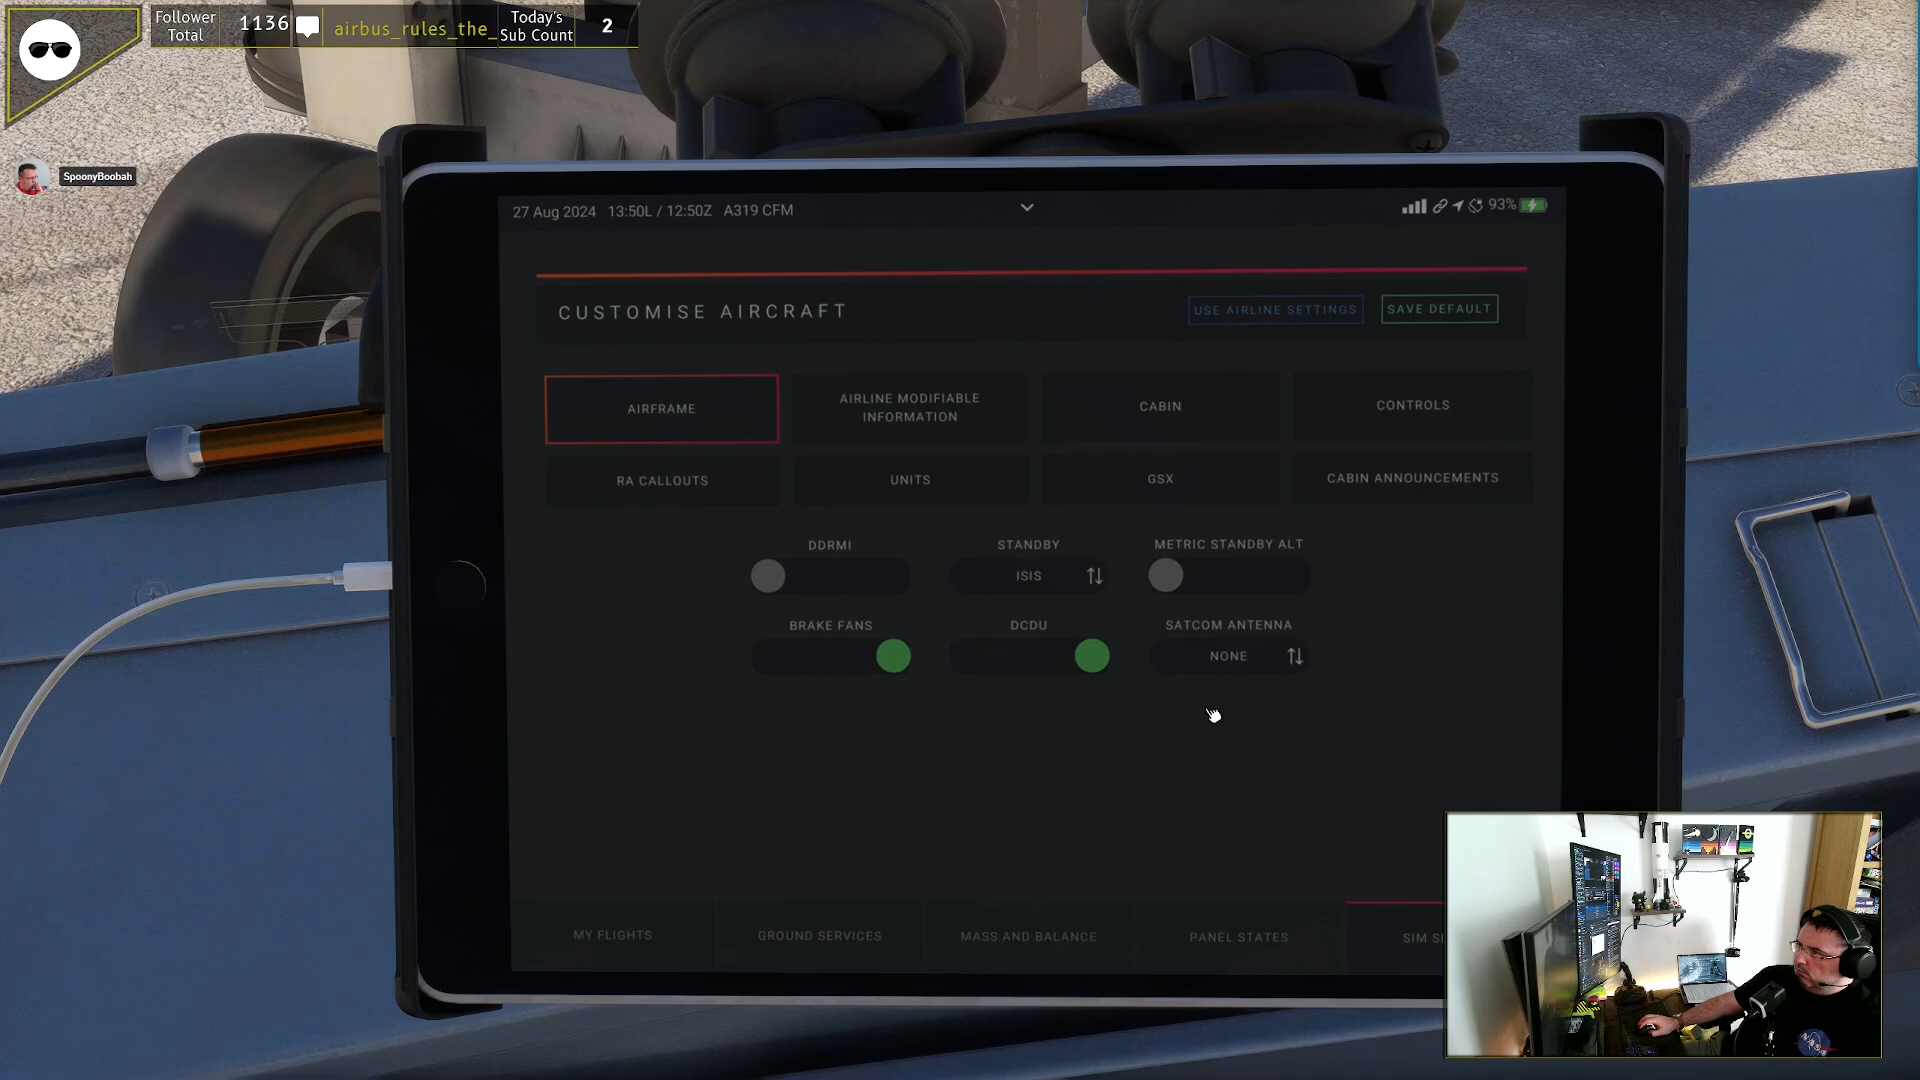 Follower
Total
1136
airbus_rules_the_
Today's
Sub Count
2
SpoonyBoobah
27 Aug 2024 13:50L / 12:50Z A319 CFM
93%
CUSTOMISE AIRCRAFT
USE AIRLINE SETTINGS
SAVE DEFAULT
AIRFRAME
AIRLINE MODIFIABLE
INFORMATION
CABIN
CONTROLS
RA CALLOUTS
UNITS
GSX
CABIN ANNOUNCEMENTS
DDRMI
STANDBY
METRIC STANDBY ALT
ISIS
BRAKE FANS
DCDU
SATCOM ANTENNA
NONE
MY FLIGHTS
GROUND SERVICES
MASS AND BALANCE
PANEL STATES
SIM
NASA